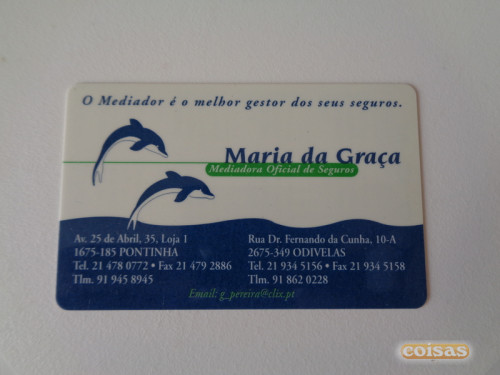 O Mediador é o melhor gestor dos seus seguros.
Maria da Graça
Mediadora Oficial de Seguros
Av. 25 de Abril, 35, Loja 1
1675-185 PONTINHA
Tel. 21 478 0772 • Fax 21 479 2886
Tlm. 91 945 8945
Rua Dr. Fernando da Cunha, 10-A
2675-349 ODIVELAS
Tel. 21 934 5156 • Fax 21 934 5158
Tlm. 91 862 0228
Email: g_pereira@clix.pt
coisas